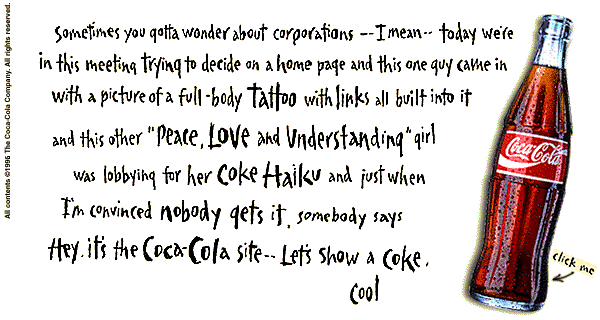 Sometimes you gotta wonder about corporations -- I mean -- today we're
in this meeting trying to decide on a home page and this one guy came in
with a picture of a full-body Tattoo with links all built into it
and this other "Peace, Love and Understanding" girl
was lobbying for her Coke Haiku and just when
I'm convinced nobody gets it, somebody says
Hey, it's the Coca-Cola site -- Let's show a coke.
Cool
Coca-Cola
click me
All contents ©1996 The Coca-Cola Company. All rights reserved.